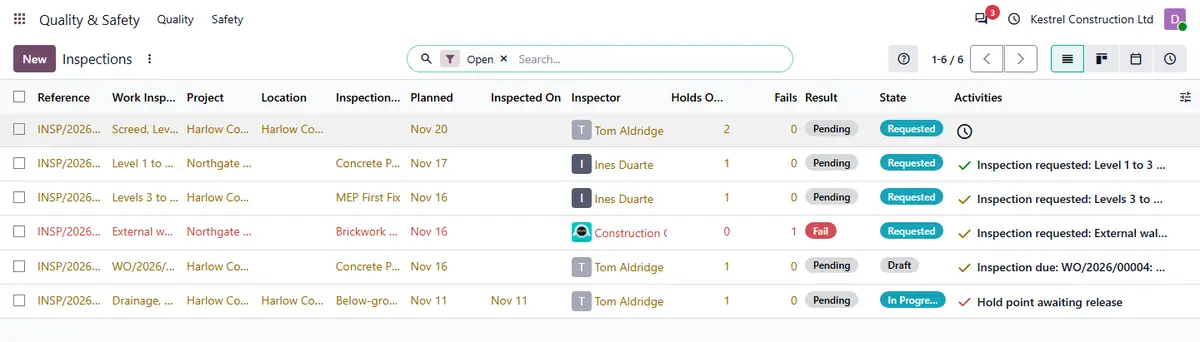 Quality & Safety Quality Safety 3 Kestrel Construction Ltd D
New Inspections Open × Search... 1-6 / 6
Reference Work Insp... Project Location Inspection... Planned Inspected On Inspector Holds O... Fails Result State Activities
INSP/2026... Screed, Lev... Harlow Co... Harlow Co... Nov 20 T Tom Aldridge 2 0 Pending Requested
INSP/2026... Level 1 to ... Northgate ... Concrete P... Nov 17 I Ines Duarte 1 0 Pending Requested Inspection requested: Level 1 to 3 ...
INSP/2026... Levels 3 to ... Harlow Co... MEP First Fix Nov 16 I Ines Duarte 1 0 Pending Requested Inspection requested: Levels 3 to ...
INSP/2026... External w... Northgate ... Brickwork ... Nov 16 Construction 0 1 Fail Requested Inspection requested: External wal...
INSP/2026... WO/2026/... Harlow Co... Concrete P... Nov 16 T Tom Aldridge 1 0 Pending Draft Inspection due: WO/2026/00004: ...
INSP/2026... Drainage, ... Harlow Co... Harlow Co... Below-gro... Nov 11 Nov 11 T Tom Aldridge 1 0 Pending In Progre... Hold point awaiting release